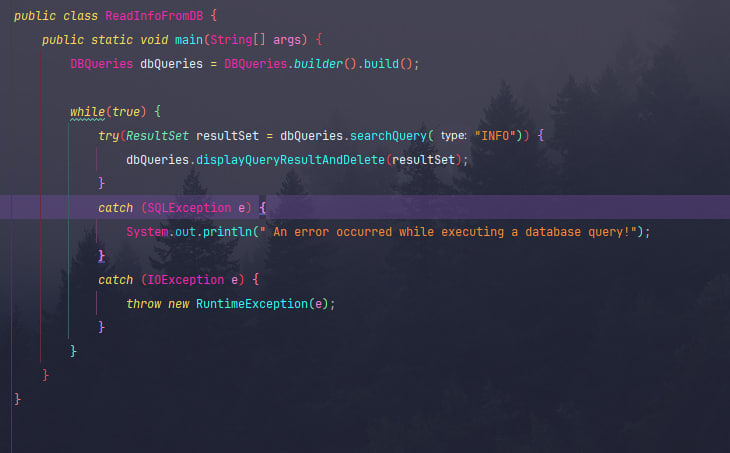 public class ReadInfoFromDB {
public static void main(String[] args) {
DBQueries dbQueries = DBQueries.builder().build();
while(true) {
try(ResultSet resultSet = dbQueries.searchQuery( type: "INFO")) {
dbQueries.displayQueryResultAndDelete(resultSet);
}
catch (SQLException e) {
System.out.println(" An error occurred while executing a database query!");
}
catch (IOException e) {
throw new RuntimeException(e);
}
}
}
}